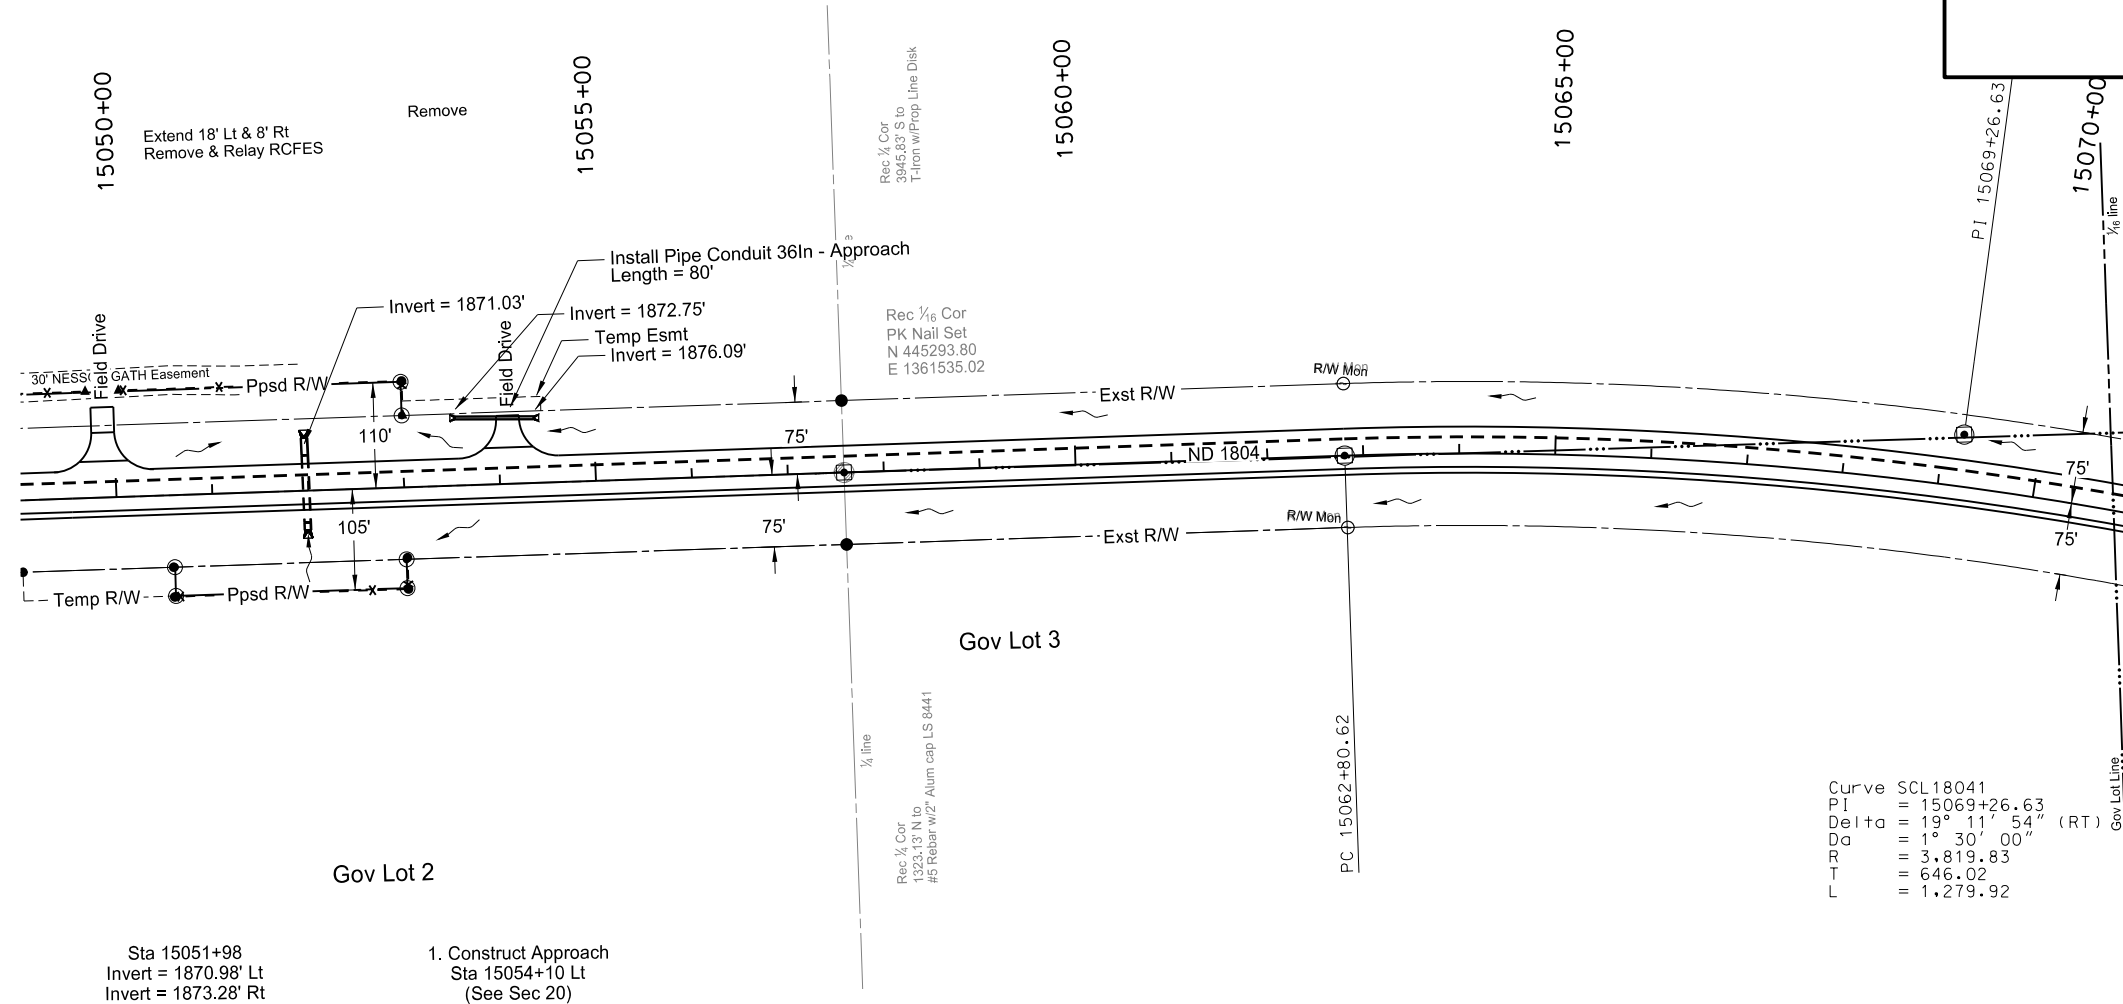 15050+00
15055+00
15060+00
15065+00
15070+00
PI 15069+26.63
Extend 18' Lt & 8' Rt
Remove & Relay RCFES
Remove
Rec ¼ Cor
3945.83' S to
T-Iron w/Prop Line Disk
1/16 line
Install Pipe Conduit 36In - Approach
Length = 80'
Invert = 1871.03'
Invert = 1872.75'
Temp Esmt
Invert = 1876.09'
Rec 1/16 Cor
PK Nail Set
N 445293.80
E 1361535.02
Field Drive
Field Drive
30' NESSO GATH Easement
Ppsd R/W
R/W Mon
Exst R/W
110'
75'
ND 1804
75'
105'
75'
R/W Mon
Exst R/W
75'
Temp R/W
Ppsd R/W
Gov Lot 3
¼ line
Rec ¼ Cor
1323.13' N to
#5 Rebar w/2" Alum cap LS 8441
PC 15062+80.62
Gov Lot Line
Curve SCL18041
PI = 15069+26.63
Delta = 19° 11' 54" (RT)
Da = 1° 30' 00"
R = 3,819.83
T = 646.02
L = 1,279.92
Gov Lot 2
Sta 15051+98
Invert = 1870.98' Lt
Invert = 1873.28' Rt
1. Construct Approach
Sta 15054+10 Lt
(See Sec 20)